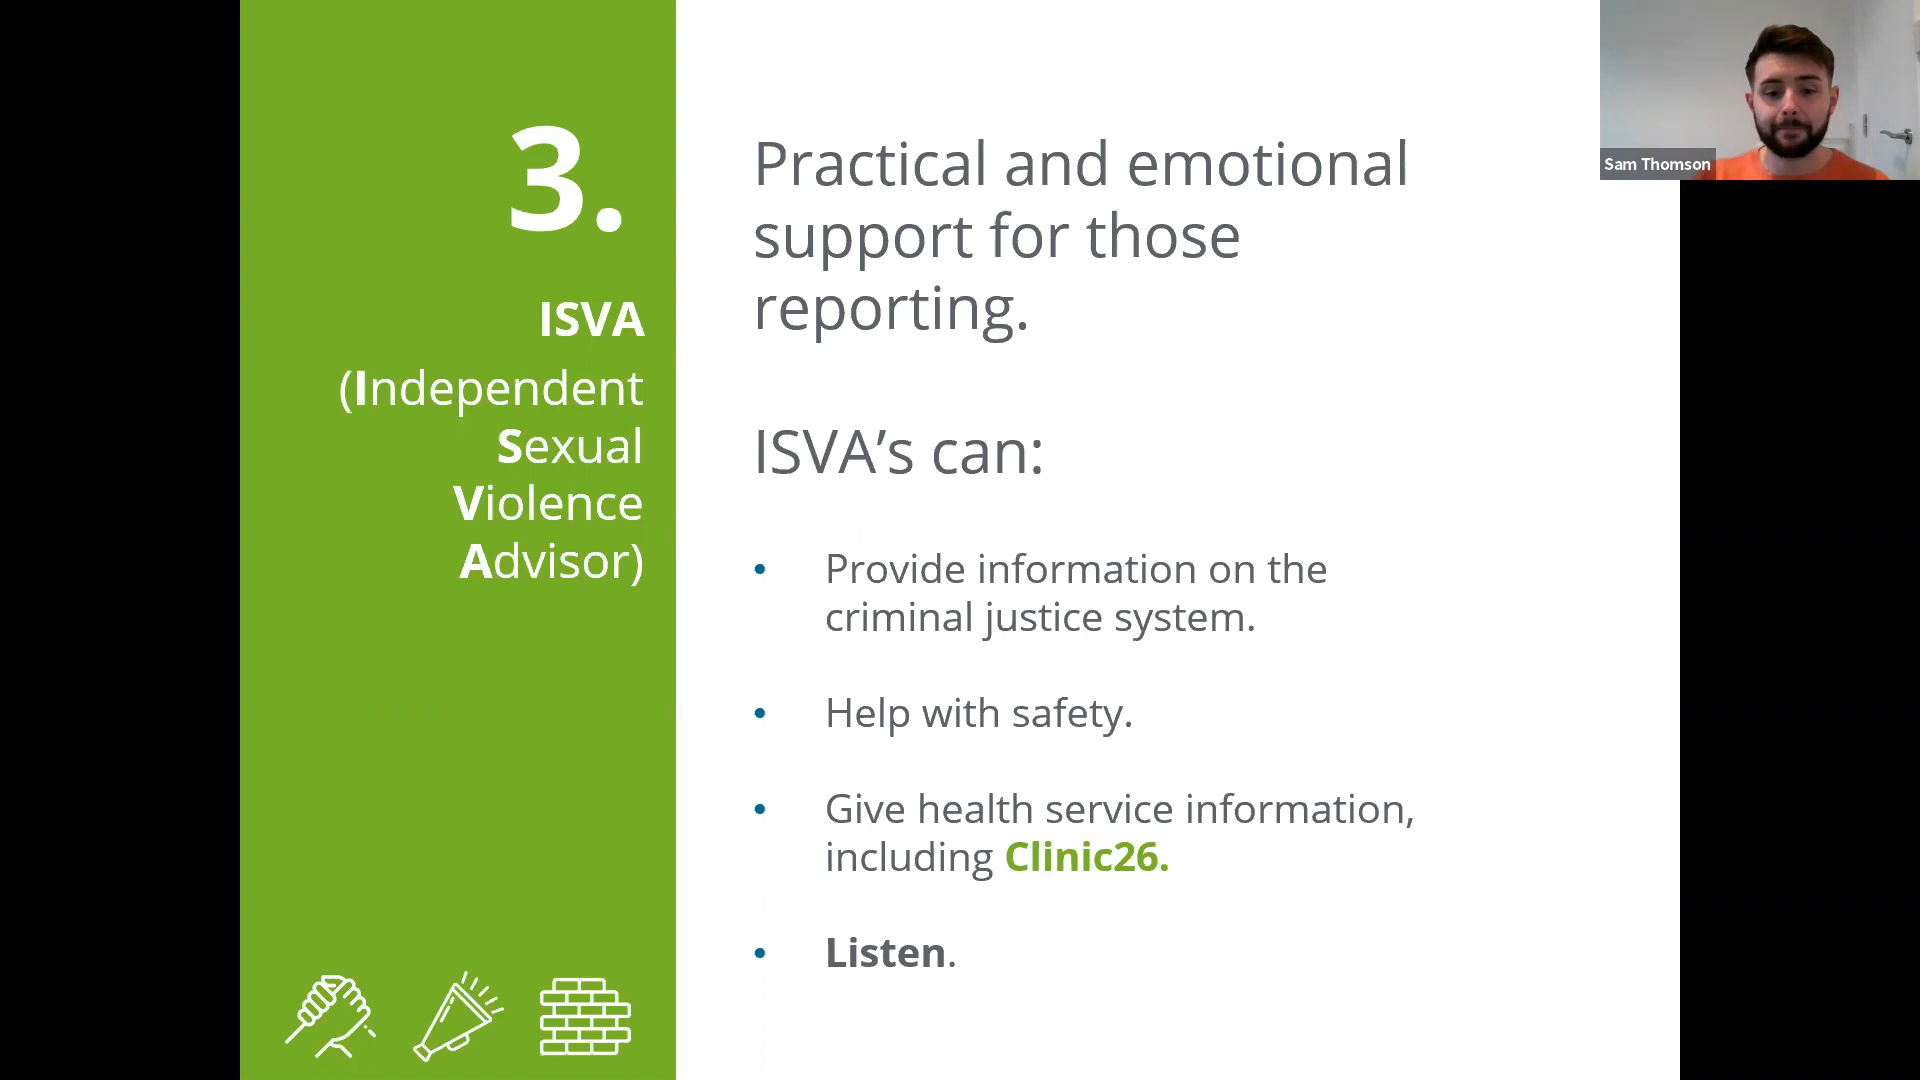 3.
ISVA
(Independent
Sexual
Violence
Advisor)
Practical and emotional
support for those
reporting.
ISVA’s can:
• Provide information on the
criminal justice system.
• Help with safety.
• Give health service information,
including Clinic26.
• Listen.
Sam Thomson